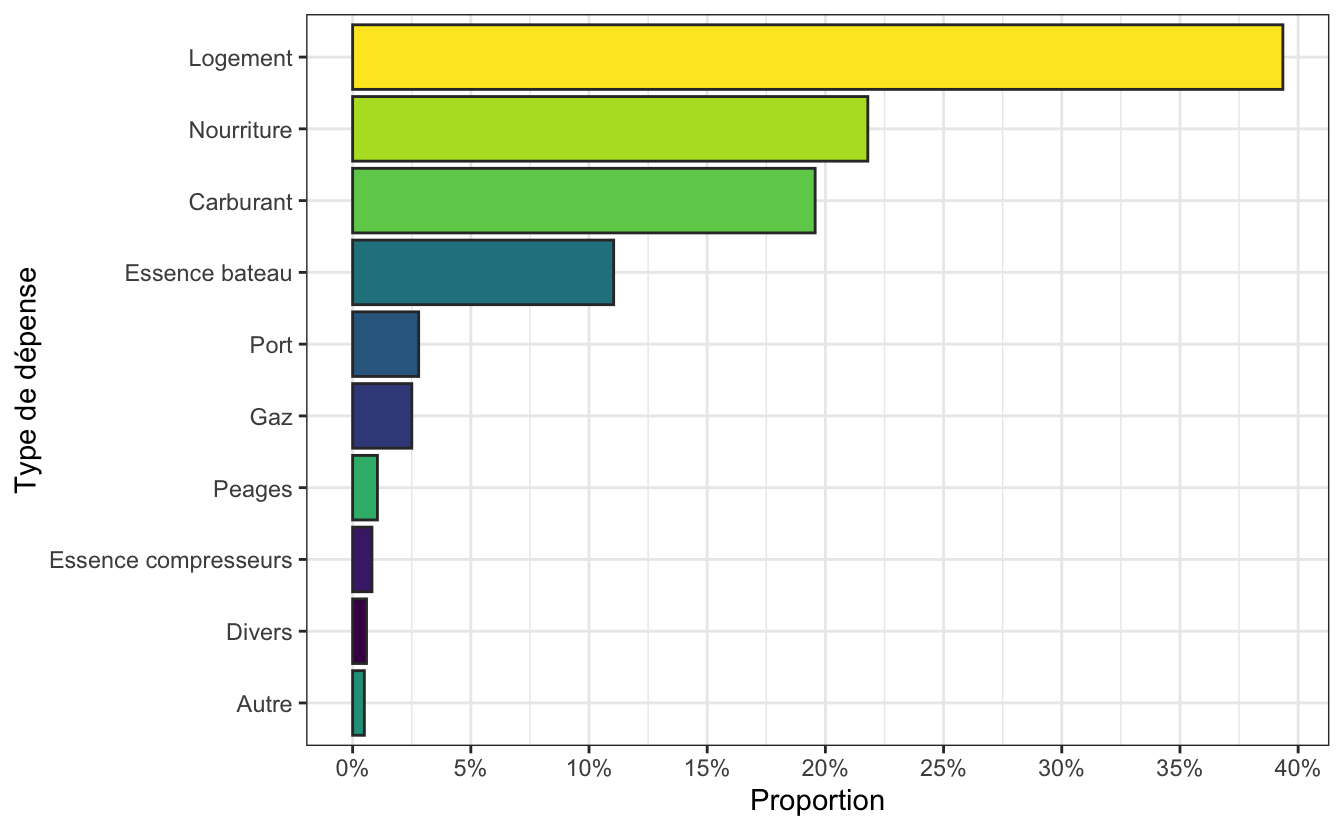 Type de dépense
Logement
Nourriture
Carburant
Essence bateau
Port
Gaz
Peages
Essence compresseurs
Divers
Autre
0% 5% 10% 15% 20% 25% 30% 35% 40%
Proportion